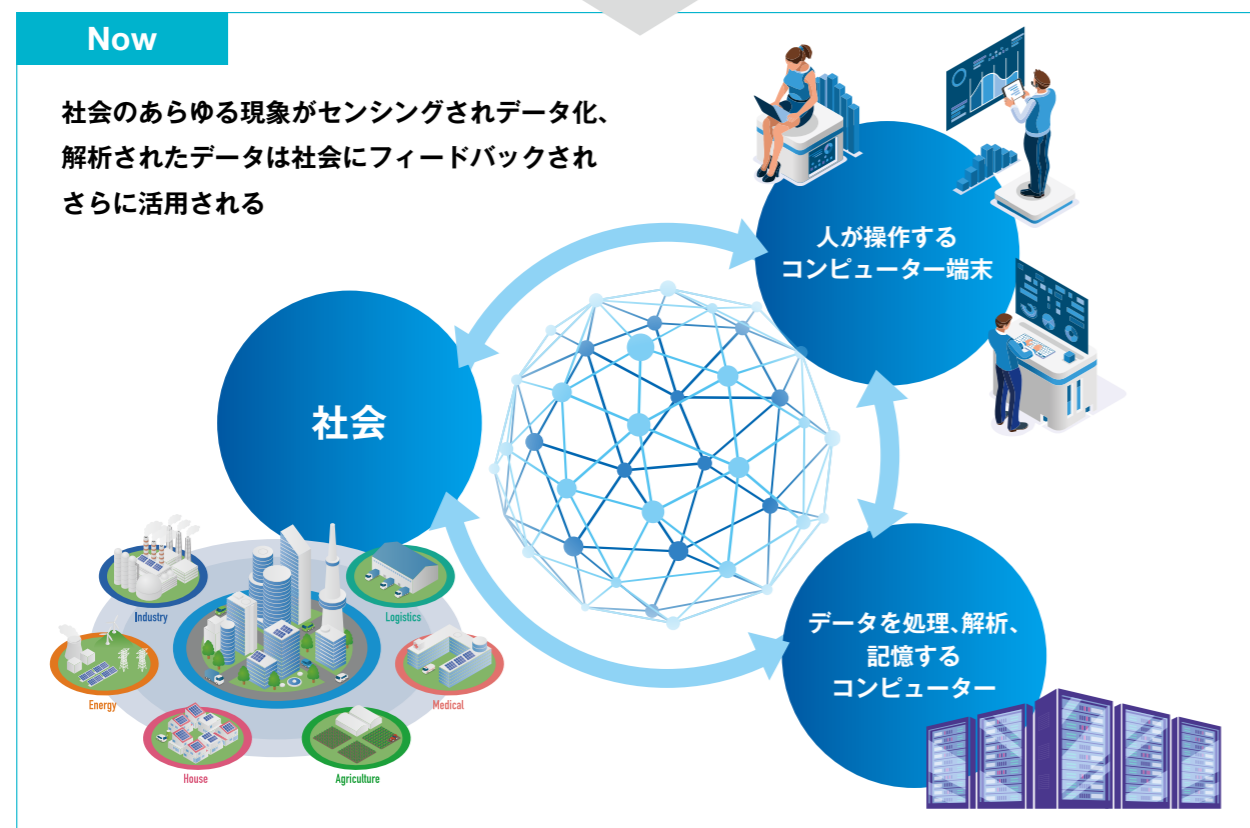 Now
社会のあらゆる現象がセンシングされデータ化、
解析されたデータは社会にフィードバックされ
さらに活用される
人が操作する
コンピューター端末
社会
データを処理、解析、
記憶する
コンピューター
Industry
Logistics
Energy
Medical
House
Agriculture